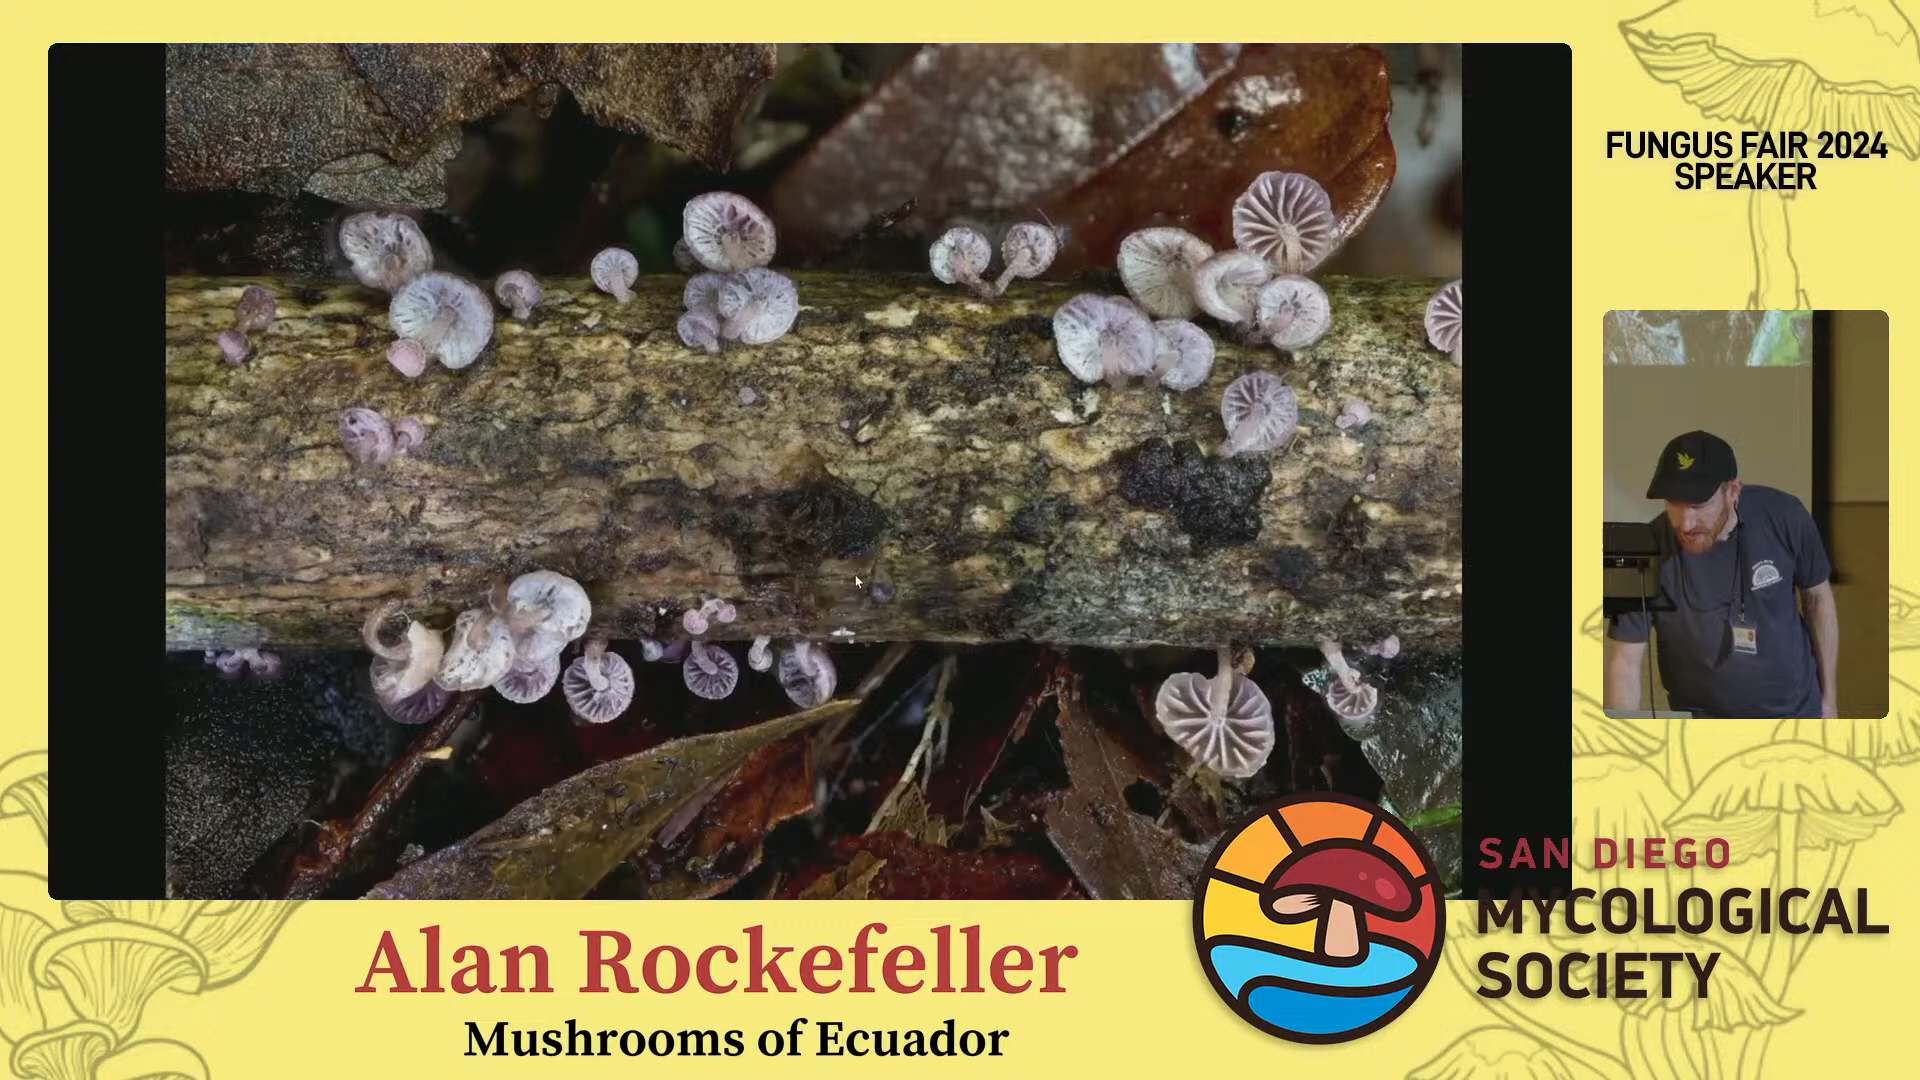 FUNGUS FAIR 2024
SPEAKER
Alan Rockefeller
Mushrooms of Ecuador
SAN DIEGO
MYCOLOGICAL
SOCIETY